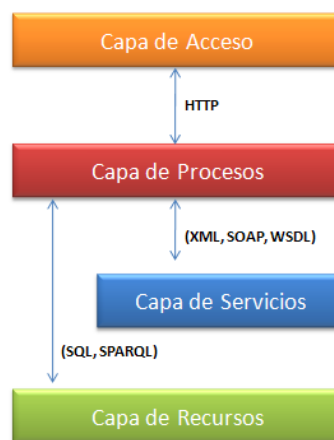 Capa de Acceso
HTTP
Capa de Procesos
(XML, SOAP, WSDL)
Capa de Servicios
(SQL, SPARQL)
Capa de Recursos